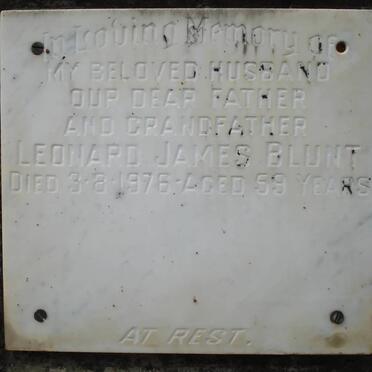 In Loving Memory of
MY BELOVED HUSBAND
OUR DEAR FATHER
AND GRANDFATHER
LEONARD JAMES BLUNT
DIED 3-8-1976-AGED 59 YEARS
AT REST.